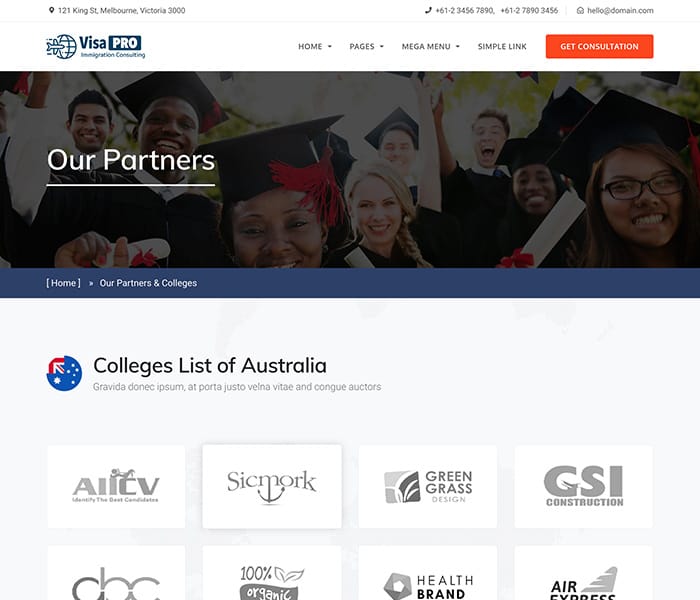 121 King St, Melbourne, Victoria 3000
+61-2 3456 7890, +61-2 7890 3456
hello@domain.com
Visa PRO
Immigration Consulting
HOME PAGES MEGA MENU SIMPLE LINK GET CONSULTATION
Our Partners
[ Home ] » Our Partners & Colleges
Colleges List of Australia
Gravida donec ipsum, at porta justo velna vitae and congue auctors
AIICV
Identify The Best Candidates
Sicmork
GREEN
GRASS
DESIGN
GSI
CONSTRUCTION
abc
100%
organic
HEALTH
BRAND
AIR
EXPRESS